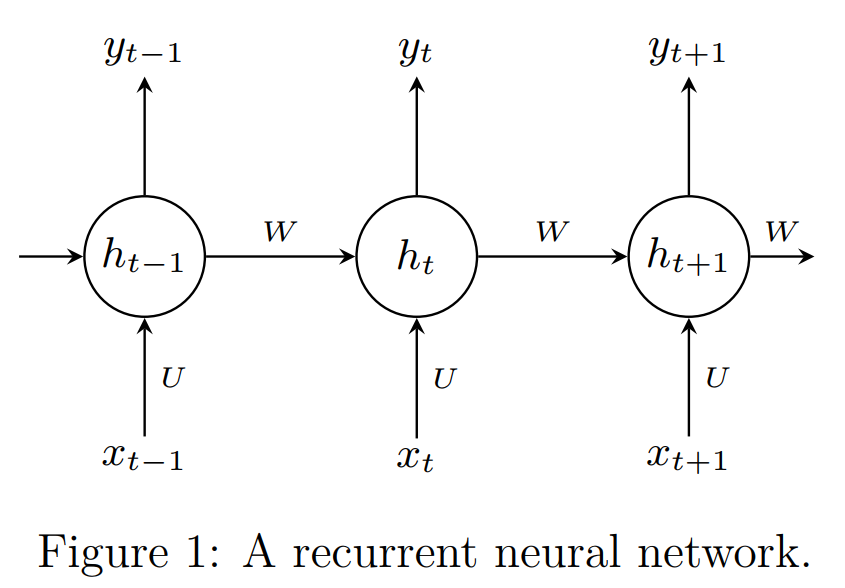 y_{t−1} y_t y_{t+1}
W W W
h_{t−1} h_t h_{t+1}
U U U
x_{t−1} x_t x_{t+1}
Figure 1: A recurrent neural network.